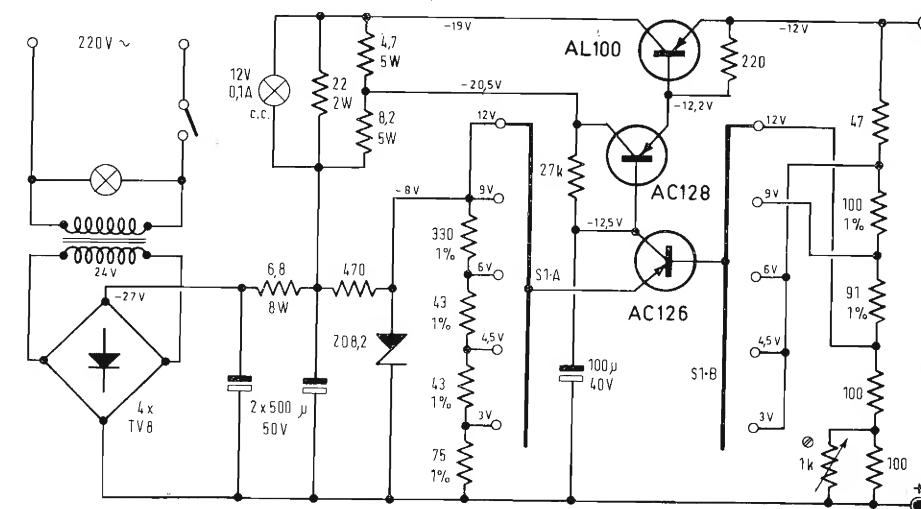 220V ~
12V
0,1A
c.c.
22
2W
4,7
5W
8,2
5W
-19V
-20,5V
AL100
220
-12V
-12,2V
47
12V
27k
AC128
12V
-8V
9V
-12,5V
9V
100
1%
24V
330
1%
6V
S1·A
AC126
6V
91
1%
-27V
6,8
8W
470
43
1%
Z08,2
4,5V
100µ
40V
S1·B
4,5V
4x
TV8
2x500 µ
50V
43
1%
3V
3V
100
75
1%
1k
100
+